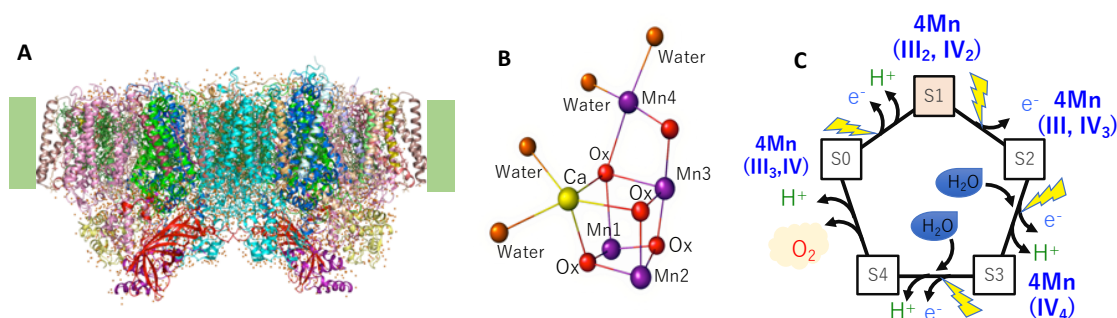 A
B
Water
Water
Mn4
Water
Ox
Ca
Mn3
Ox
Water
Mn1
Ox
Ox
Mn2
C
4Mn
(III₂, IV₂)
H⁺
e⁻
S1
e⁻
4Mn
(III, IV₃)
4Mn
(III₃,IV)
S0
S2
H₂O
H⁺
e⁻
H₂O
H⁺
O₂
S4
S3
H⁺
e⁻
4Mn
(IV₄)